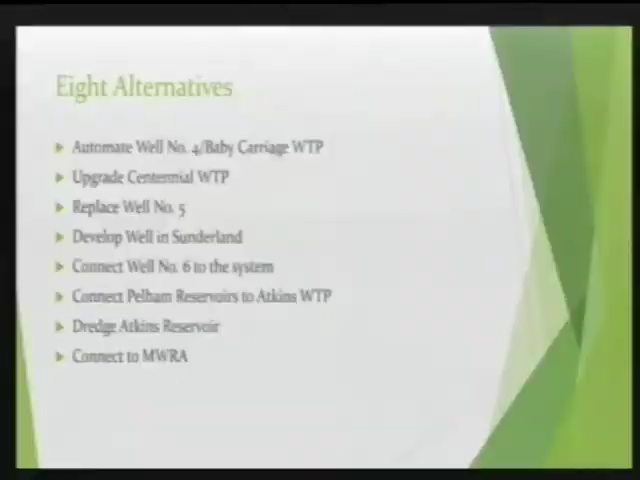 Eight Alternatives
Automate Well No. 4/Baby Carriage WTP
Upgrade Centennial WTP
Replace Well No. 5
Develop Well in Sunderland
Connect Well No. 6 to the system
Connect Pelham Reservoirs to Atkins WTP
Dredge Atkins Reservoir
Connect to MWRA